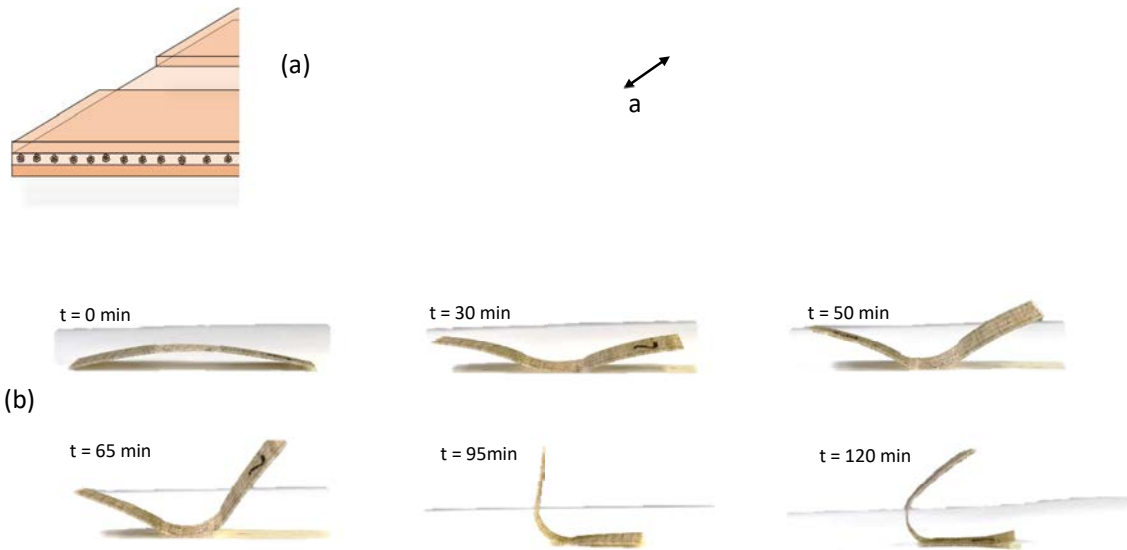 (a)
a
t = 0 min
t = 30 min
t = 50 min
(b)
t = 65 min
t = 95min
t = 120 min